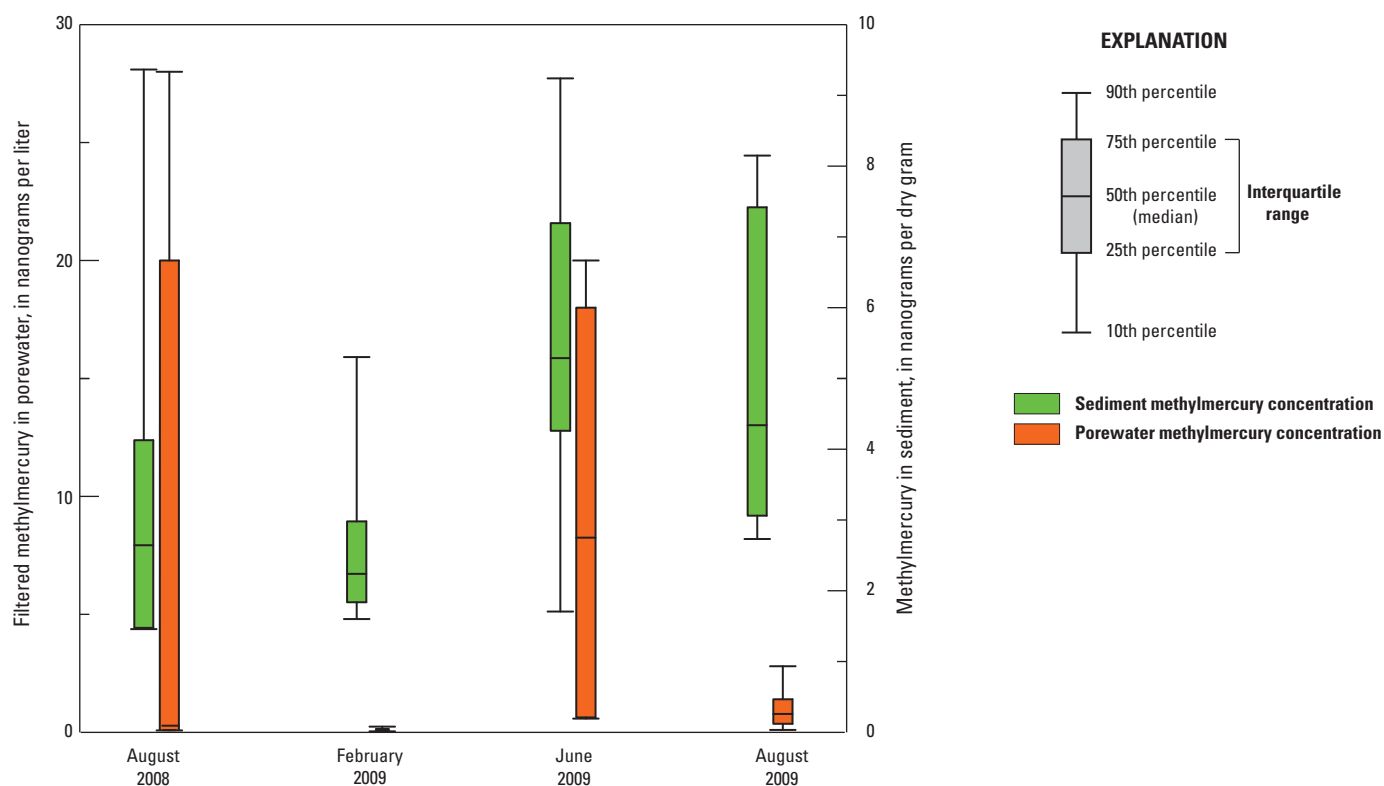 Filtered methylmercury in porewater, in nanograms per liter
30
20
10
0
August
2008
February
2009
June
2009
August
2009
10
8
6
4
2
0
Methylmercury in sediment, in nanograms per dry gram
EXPLANATION
90th percentile
75th percentile
50th percentile
(median)
25th percentile
Interquartile
range
10th percentile
Sediment methylmercury concentration
Porewater methylmercury concentration